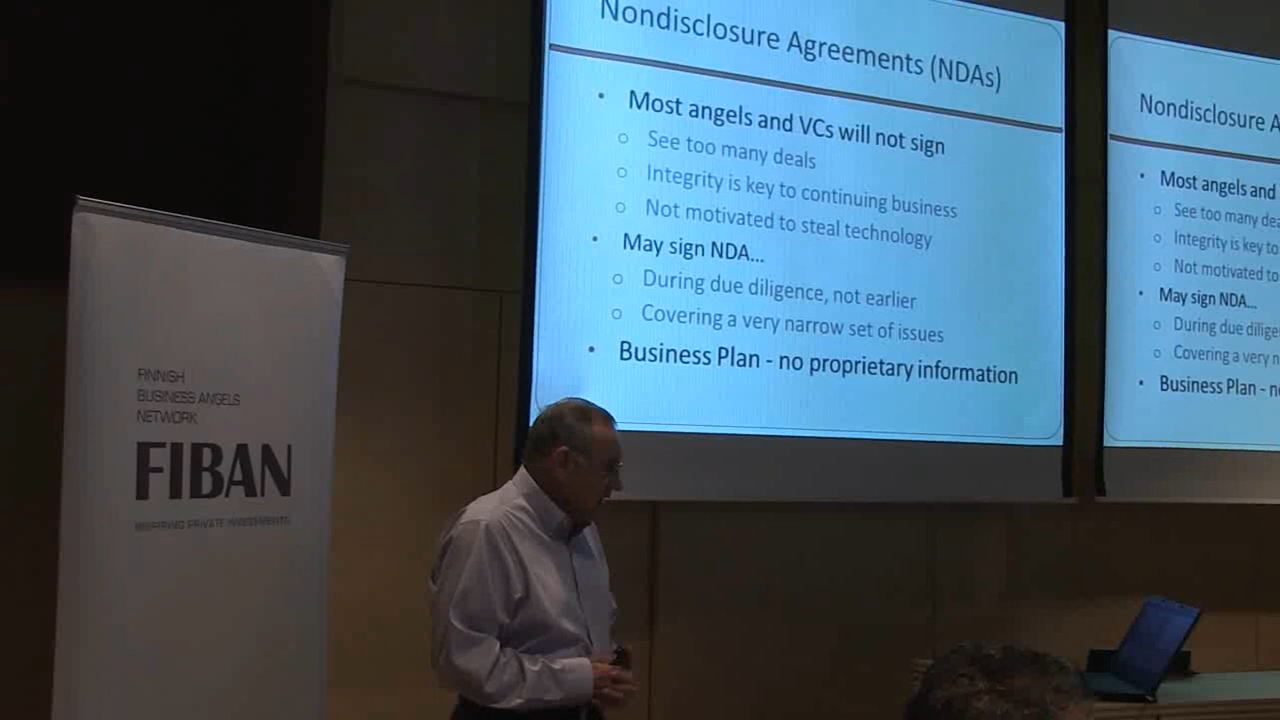 FINNISH
BUSINESS ANGELS
NETWORK
FIBAN
INSPIRING PRIVATE INVESTMENTS
Nondisclosure Agreements (NDAs)
• Most angels and VCs will not sign
o See too many deals
o Integrity is key to continuing business
o Not motivated to steal technology
• May sign NDA...
o During due diligence, not earlier
o Covering a very narrow set of issues
• Business Plan - no proprietary information
Nondisclosure A
• Most angels and
o See too many dea
o Integrity is key to
o Not motivated to
• May sign NDA...
o During due dilige
o Covering a very n
• Business Plan - n